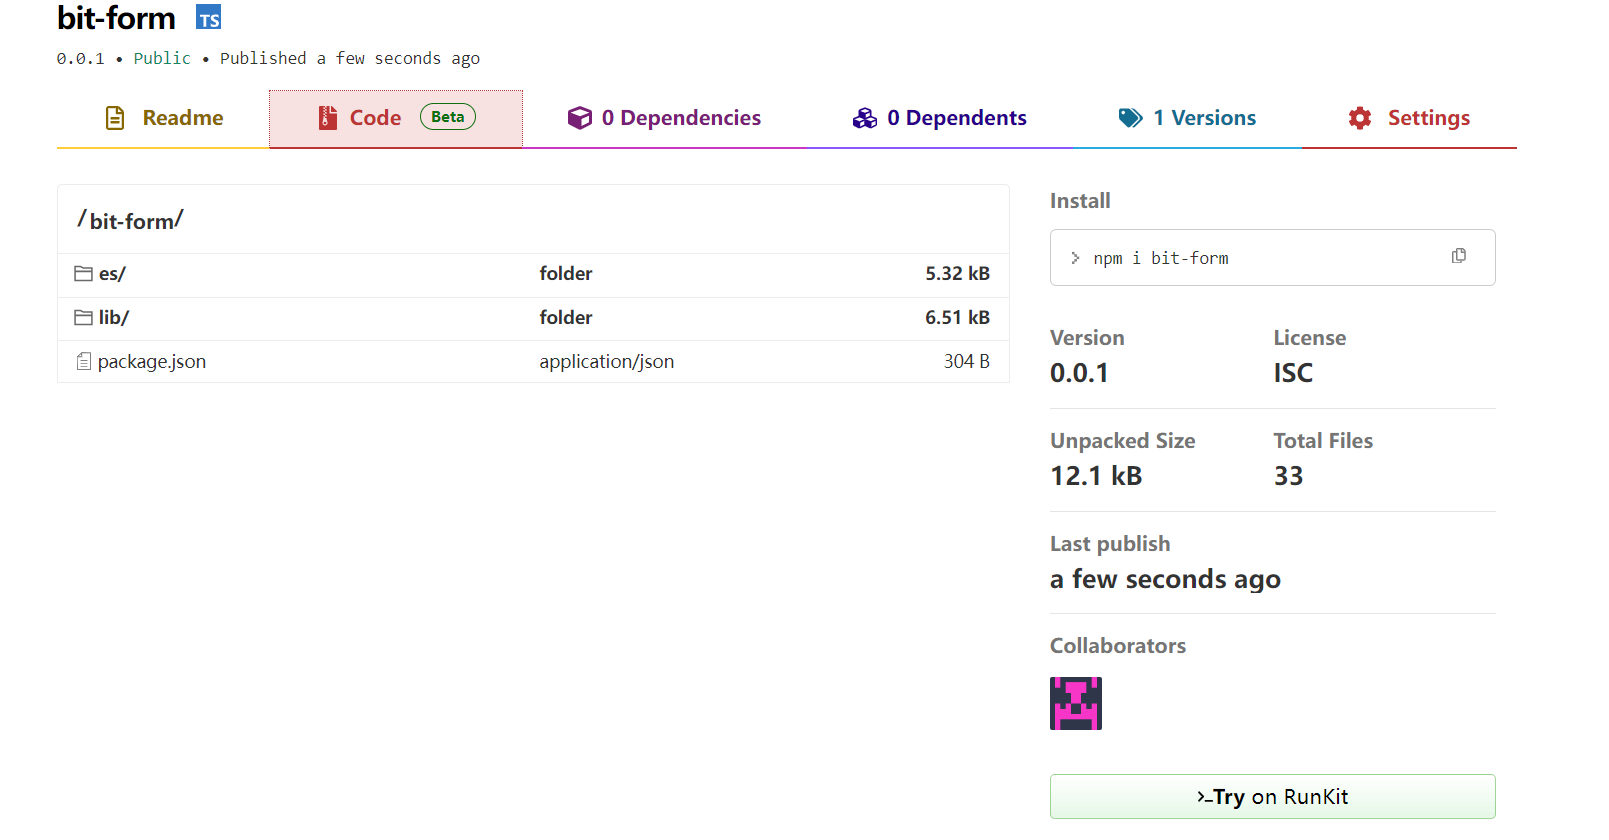 bit-form TS
0.0.1 • Public • Published a few seconds ago
Readme Code Beta 0 Dependencies 0 Dependents 1 Versions Settings
/bit-form/
es/ folder 5.32 kB
lib/ folder 6.51 kB
package.json application/json 304 B
Install
> npm i bit-form
Version License
0.0.1 ISC
Unpacked Size Total Files
12.1 kB 33
Last publish
a few seconds ago
Collaborators
>_Try on RunKit